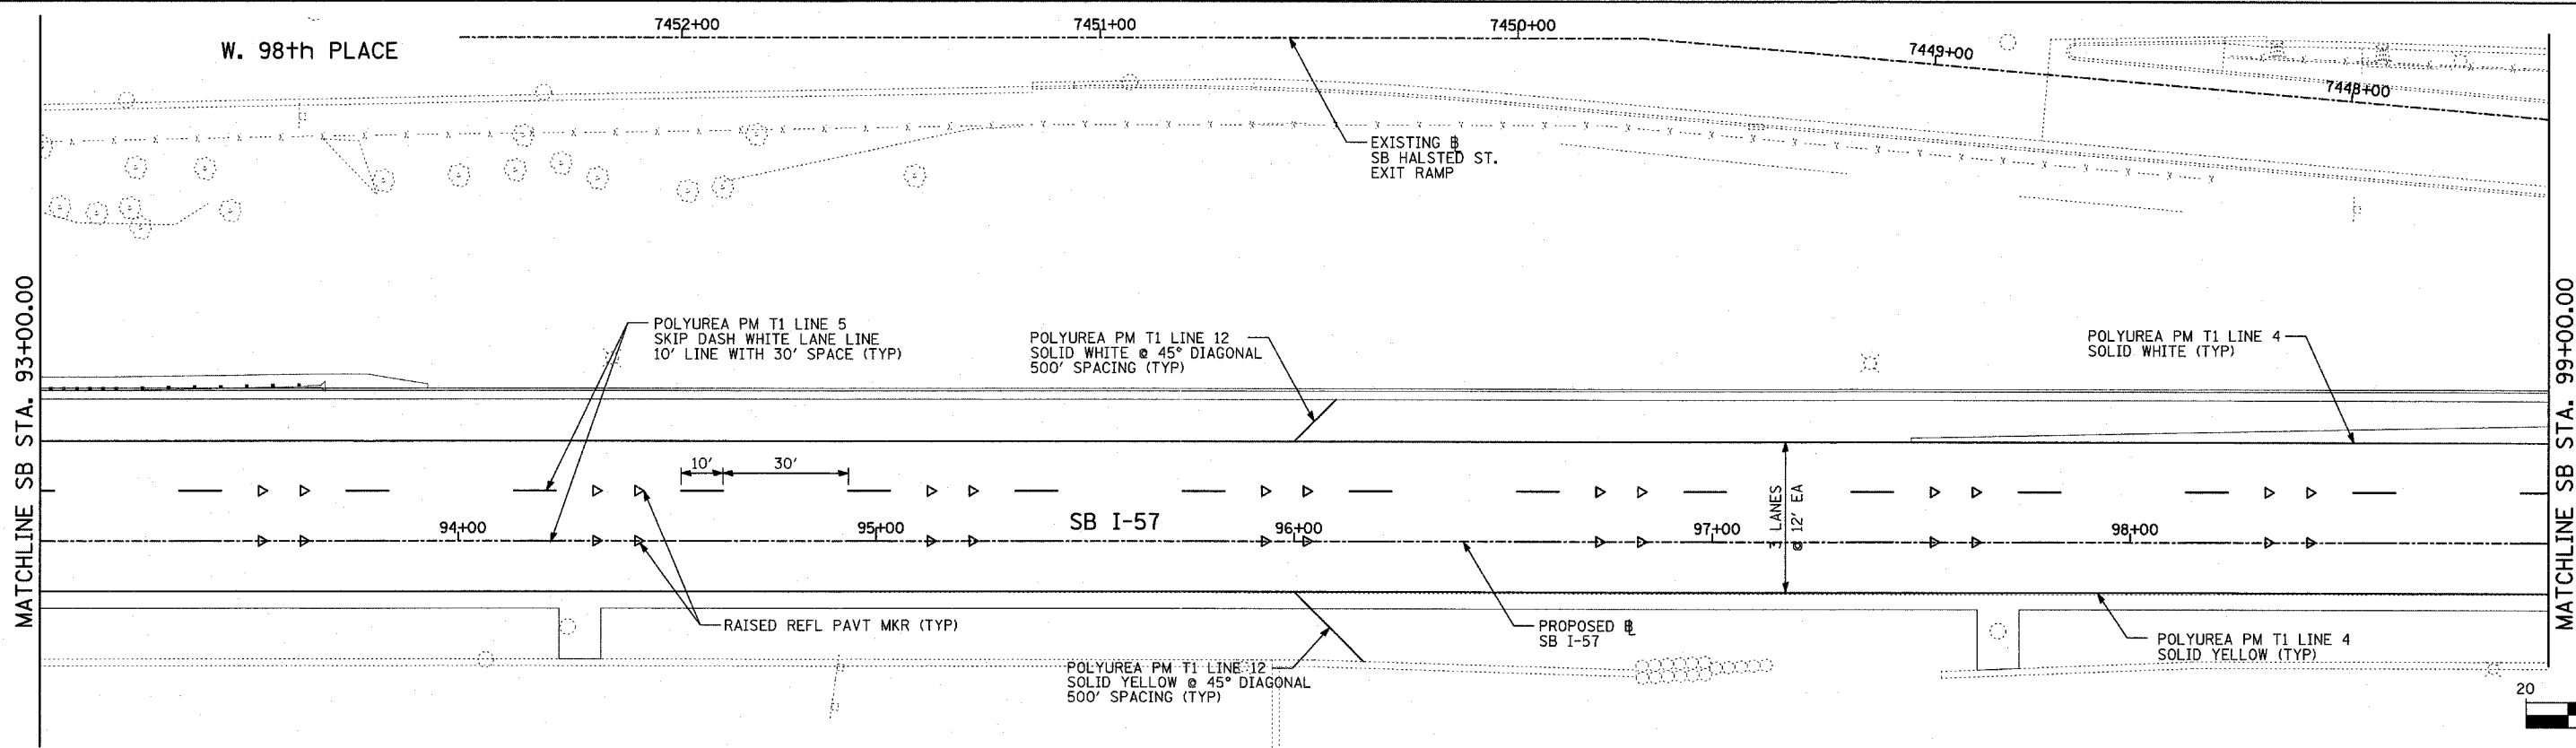 7452+00
7451+00
7450+00
7449+00
7448+00
W. 98th PLACE
EXISTING ℄
SB HALSTED ST.
EXIT RAMP
MATCHLINE SB STA. 93+00.00
POLYUREA PM T1 LINE 5
SKIP DASH WHITE LANE LINE
10' LINE WITH 30' SPACE (TYP)
POLYUREA PM T1 LINE 12
SOLID WHITE @ 45° DIAGONAL
500' SPACING (TYP)
POLYUREA PM T1 LINE 4
SOLID WHITE (TYP)
MATCHLINE SB STA. 99+00.00
10'
30'
3 LANES
@ 12' EA
94+00
95+00
SB I-57
96+00
97+00
98+00
RAISED REFL PAVT MKR (TYP)
PROPOSED ℄
SB I-57
POLYUREA PM T1 LINE 4
SOLID YELLOW (TYP)
POLYUREA PM T1 LINE 12
SOLID YELLOW @ 45° DIAGONAL
500' SPACING (TYP)
20